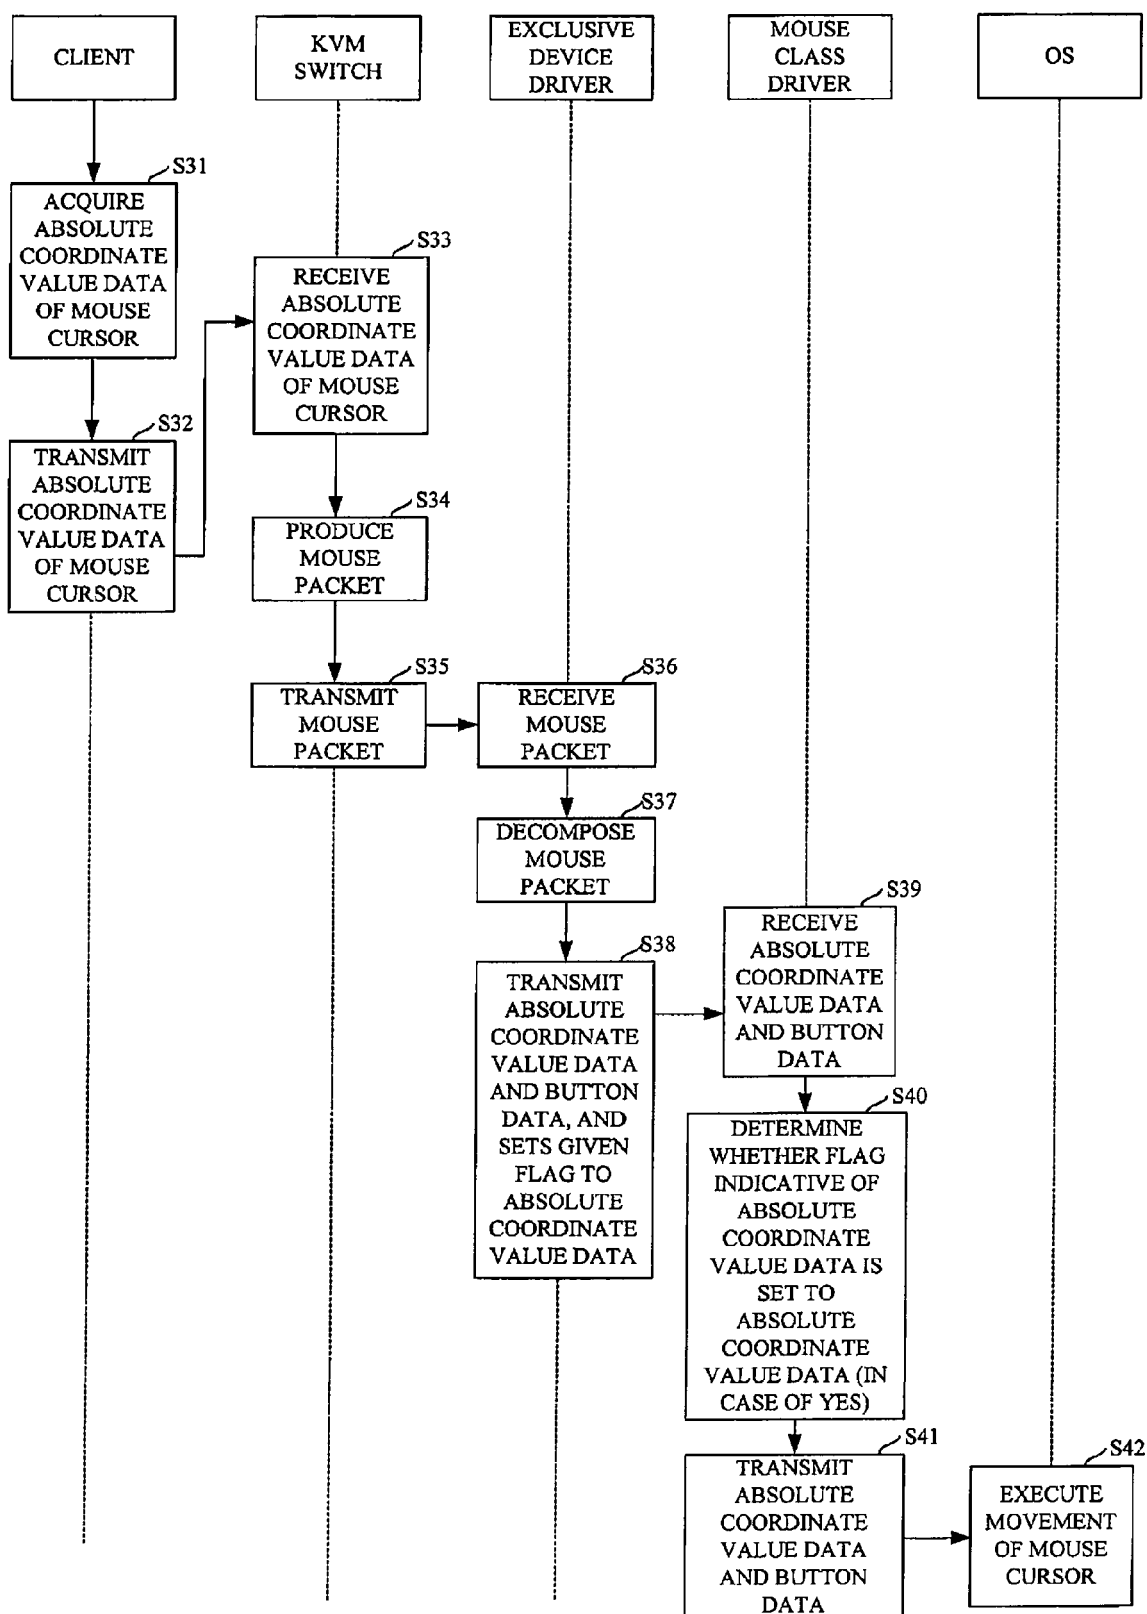 CLIENT
KVM
SWITCH
EXCLUSIVE
DEVICE
DRIVER
MOUSE
CLASS
DRIVER
OS
S31
ACQUIRE
ABSOLUTE
COORDINATE
VALUE DATA
OF MOUSE
CURSOR
S32
TRANSMIT
ABSOLUTE
COORDINATE
VALUE DATA
OF MOUSE
CURSOR
S33
RECEIVE
ABSOLUTE
COORDINATE
VALUE DATA
OF MOUSE
CURSOR
S34
PRODUCE
MOUSE
PACKET
S35
TRANSMIT
MOUSE
PACKET
S36
RECEIVE
MOUSE
PACKET
S37
DECOMPOSE
MOUSE
PACKET
S38
TRANSMIT
ABSOLUTE
COORDINATE
VALUE DATA
AND BUTTON
DATA, AND
SETS GIVEN
FLAG TO
ABSOLUTE
COORDINATE
VALUE DATA
S39
RECEIVE
ABSOLUTE
COORDINATE
VALUE DATA
AND BUTTON
DATA
S40
DETERMINE
WHETHER FLAG
INDICATIVE OF
ABSOLUTE
COORDINATE
VALUE DATA IS
SET TO
ABSOLUTE
COORDINATE
VALUE DATA (IN
CASE OF YES)
S41
TRANSMIT
ABSOLUTE
COORDINATE
VALUE DATA
AND BUTTON
DATA
S42
EXECUTE
MOVEMENT
OF MOUSE
CURSOR